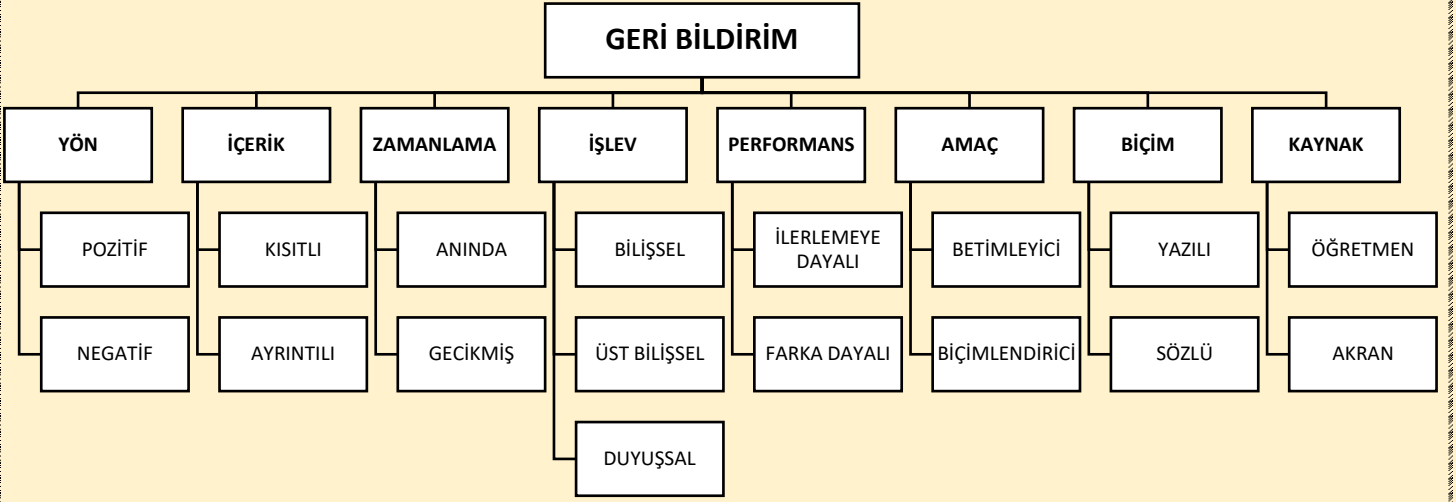 GERİ BİLDİRİM
YÖN
İÇERİK
ZAMANLAMA
İŞLEV
PERFORMANS
AMAÇ
BİÇİM
KAYNAK
POZİTİF
KISITLI
ANINDA
BİLİŞSEL
İLERLEMEYE
DAYALI
BETİMLEYİCİ
YAZILI
ÖĞRETMEN
NEGATİF
AYRINTILI
GECİKMİŞ
ÜST BİLİŞSEL
FARKA DAYALI
BİÇİMLENDİRİCİ
SÖZLÜ
AKRAN
DUYUŞSAL